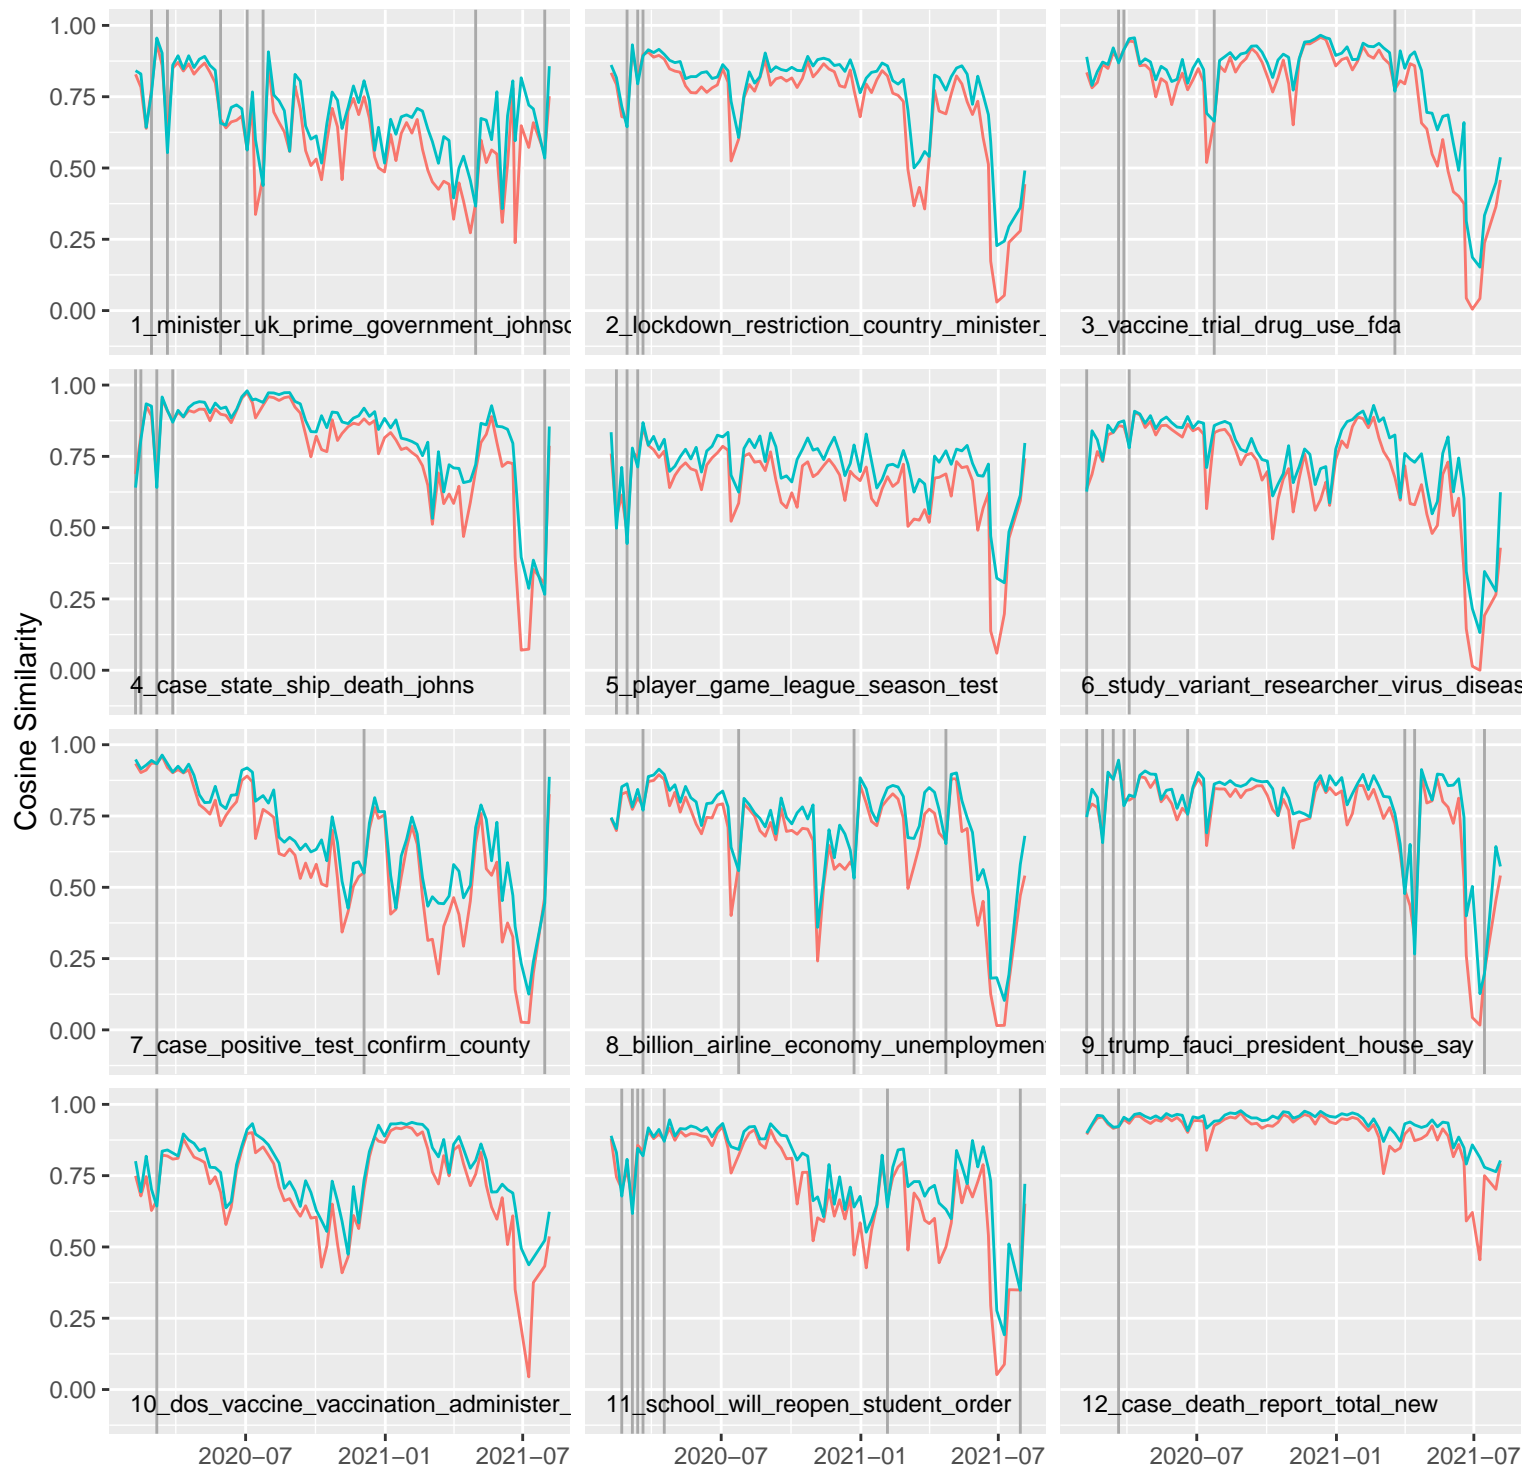 Cosine Similarity
1.00
0.75
0.50
0.25
0.00
1_minister_uk_prime_government_johnso
2_lockdown_restriction_country_minister_
3_vaccine_trial_drug_use_fda
1.00
0.75
0.50
0.25
0.00
4_case_state_ship_death_johns
5_player_game_league_season_test
6_study_variant_researcher_virus_diseas
1.00
0.75
0.50
0.25
0.00
7_case_positive_test_confirm_county
8_billion_airline_economy_unemployment
9_trump_fauci_president_house_say
1.00
0.75
0.50
0.25
0.00
10_dos_vaccine_vaccination_administer_
11_school_will_reopen_student_order
12_case_death_report_total_new
2020−07 2021−01 2021−07 2020−07 2021−01 2021−07 2020−07 2021−01 2021−07